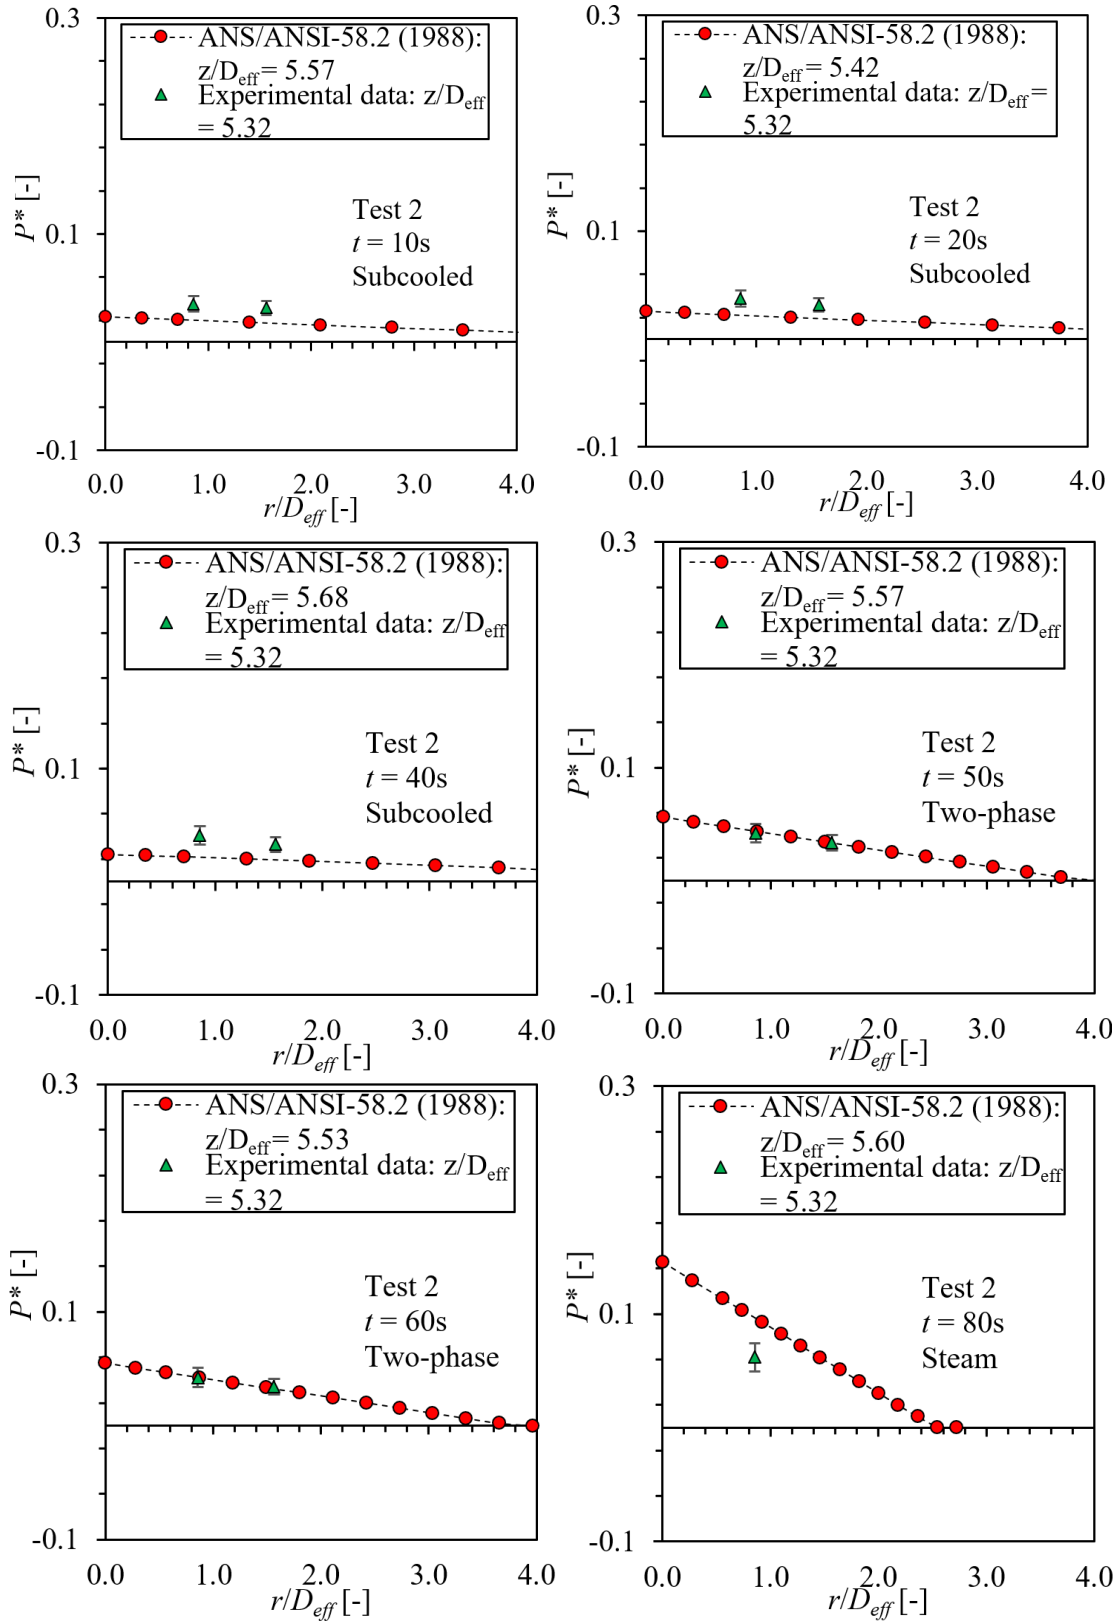 0.3
ANS/ANSI-58.2 (1988):
z/Deff = 5.57
Experimental data: z/Deff
= 5.32
P* [-]
0.1
Test 2
t = 10s
Subcooled
-0.1
0.0 1.0 2.0 3.0 4.0
r/Deff [-]
0.3
ANS/ANSI-58.2 (1988):
z/Deff = 5.42
Experimental data: z/Deff =
5.32
P* [-]
0.1
Test 2
t = 20s
Subcooled
-0.1
0.0 1.0 2.0 3.0 4.0
r/Deff [-]
0.3
ANS/ANSI-58.2 (1988):
z/Deff = 5.68
Experimental data: z/Deff
= 5.32
P* [-]
0.1
Test 2
t = 40s
Subcooled
-0.1
0.0 1.0 2.0 3.0 4.0
r/Deff [-]
0.3
ANS/ANSI-58.2 (1988):
z/Deff = 5.57
Experimental data: z/Deff
= 5.32
P* [-]
0.1
Test 2
t = 50s
Two-phase
-0.1
0.0 1.0 2.0 3.0 4.0
r/Deff [-]
0.3
ANS/ANSI-58.2 (1988):
z/Deff = 5.53
Experimental data: z/Deff
= 5.32
P* [-]
0.1
Test 2
t = 60s
Two-phase
-0.1
0.0 1.0 2.0 3.0 4.0
r/Deff [-]
0.3
ANS/ANSI-58.2 (1988):
z/Deff = 5.60
Experimental data: z/Deff
= 5.32
P* [-]
0.1
Test 2
t = 80s
Steam
-0.1
0.0 1.0 2.0 3.0 4.0
r/Deff [-]